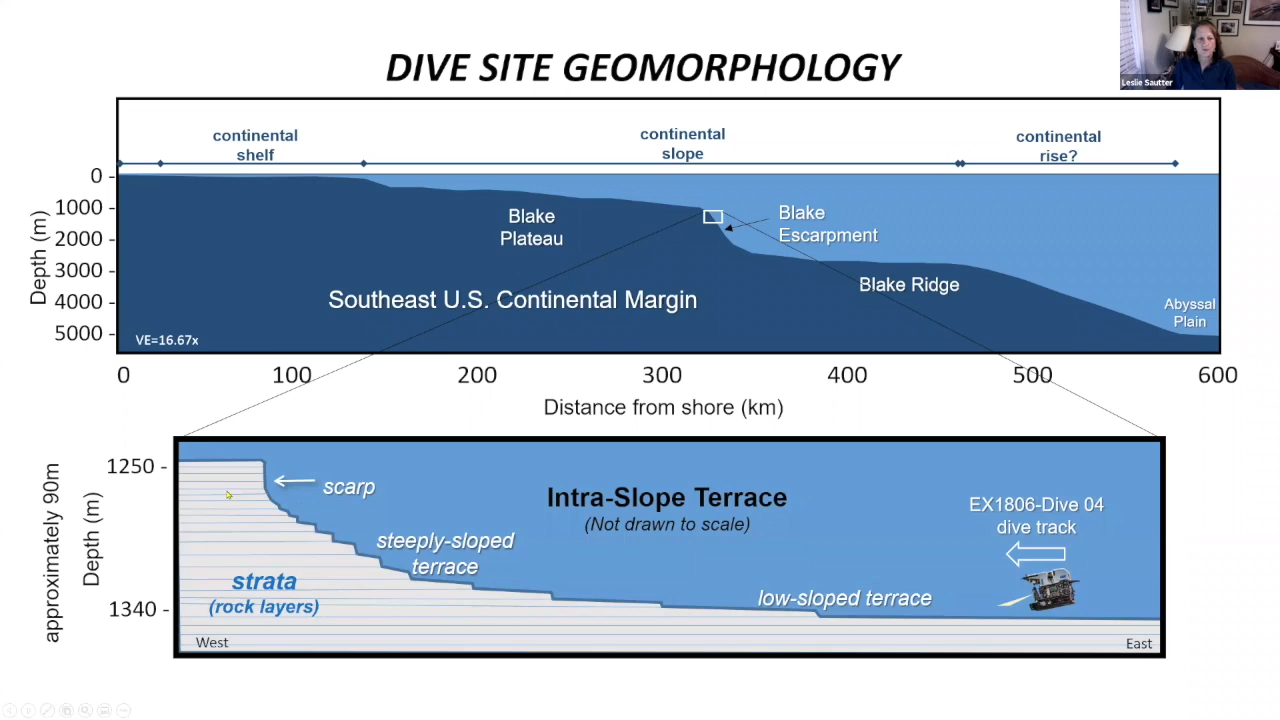 DIVE SITE GEOMORPHOLOGY
Leslie Sautter
continental
shelf
continental
slope
continental
rise?
Depth (m)
0 -
1000 -
2000 -
3000 -
4000 -
5000 -
Blake
Plateau
Blake
Escarpment
Southeast U.S. Continental Margin
Blake Ridge
Abyssal
Plain
VE=16.67x
0 100 200 300 400 500 600
Distance from shore (km)
approximately 90m
Depth (m)
1250 -
1340 -
scarp
Intra-Slope Terrace
(Not drawn to scale)
EX1806-Dive 04
dive track
steeply-sloped
terrace
strata
(rock layers)
low-sloped terrace
West
East